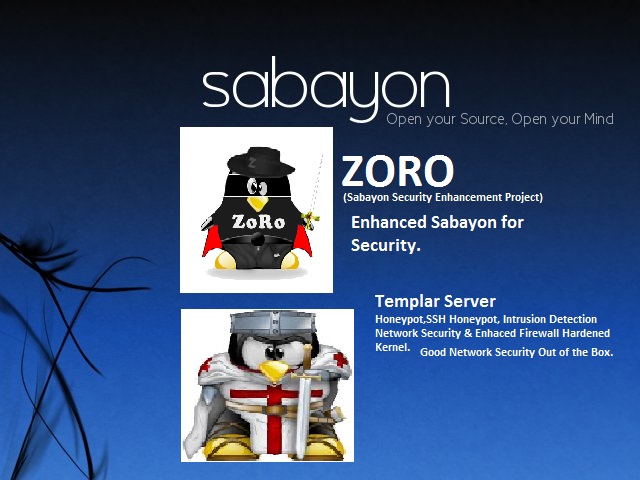 sabayon
Open your Source, Open your Mind
ZORO
(Sabayon Security Enhancement Project)
Z
ZoRo
Enhanced Sabayon for
Security.
Templar Server
Honeypot,SSH Honeypot, Intrusion Detection
Network Security & Enhaced Firewall Hardened
Kernel.
Good Network Security Out of the Box.